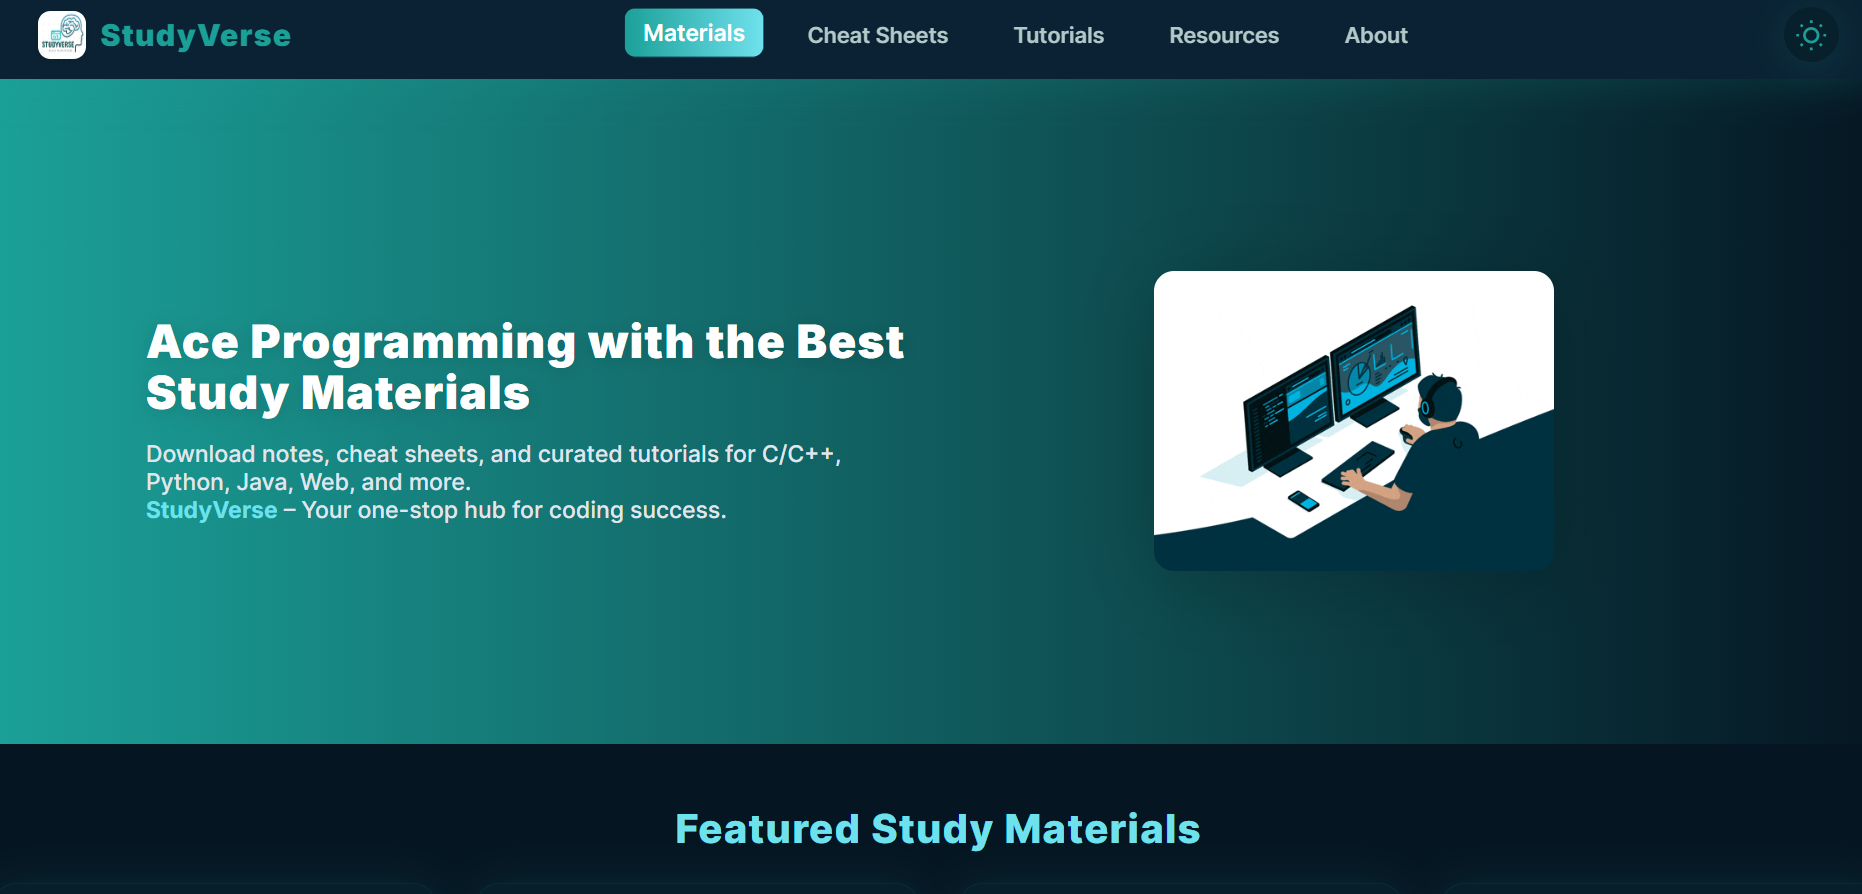 STUDYVERSE
StudyVerse
Materials
Cheat Sheets
Tutorials
Resources
About
Ace Programming with the Best
Study Materials
Download notes, cheat sheets, and curated tutorials for C/C++,
Python, Java, Web, and more.
StudyVerse – Your one-stop hub for coding success.
Featured Study Materials